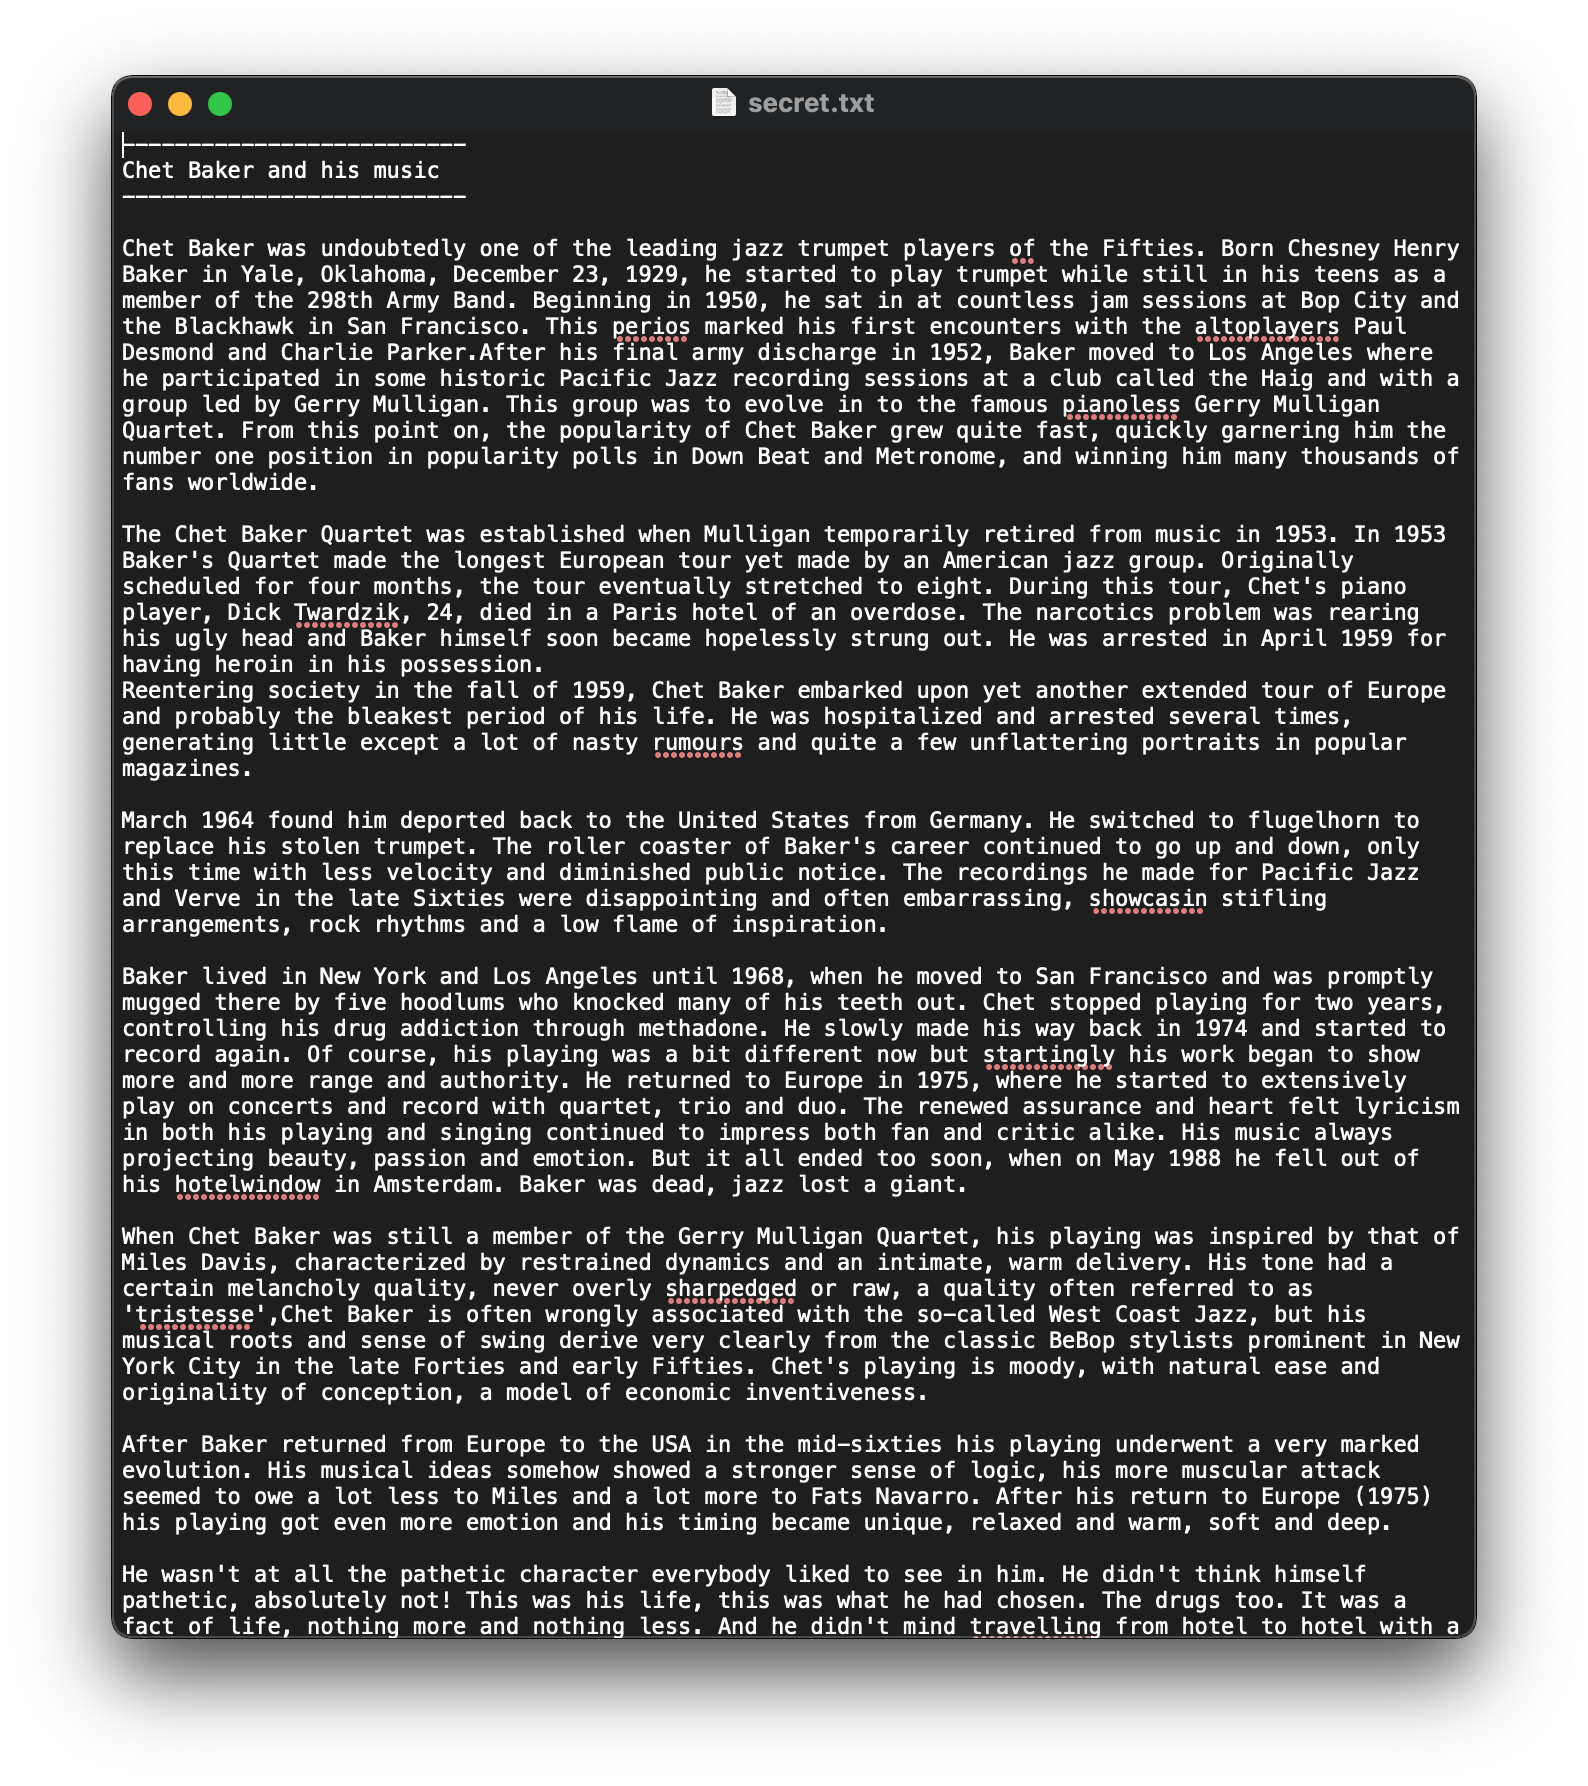 secret.txt
--------------------------
Chet Baker and his music
--------------------------
Chet Baker was undoubtedly one of the leading jazz trumpet players of the Fifties. Born Chesney Henry
Baker in Yale, Oklahoma, December 23, 1929, he started to play trumpet while still in his teens as a
member of the 298th Army Band. Beginning in 1950, he sat in at countless jam sessions at Bop City and
the Blackhawk in San Francisco. This perios marked his first encounters with the altoplayers Paul
Desmond and Charlie Parker.After his final army discharge in 1952, Baker moved to Los Angeles where
he participated in some historic Pacific Jazz recording sessions at a club called the Haig and with a
group led by Gerry Mulligan. This group was to evolve in to the famous pianoless Gerry Mulligan
Quartet. From this point on, the popularity of Chet Baker grew quite fast, quickly garnering him the
number one position in popularity polls in Down Beat and Metronome, and winning him many thousands of
fans worldwide.
The Chet Baker Quartet was established when Mulligan temporarily retired from music in 1953. In 1953
Baker's Quartet made the longest European tour yet made by an American jazz group. Originally
scheduled for four months, the tour eventually stretched to eight. During this tour, Chet's piano
player, Dick Twardzik, 24, died in a Paris hotel of an overdose. The narcotics problem was rearing
his ugly head and Baker himself soon became hopelessly strung out. He was arrested in April 1959 for
having heroin in his possession.
Reentering society in the fall of 1959, Chet Baker embarked upon yet another extended tour of Europe
and probably the bleakest period of his life. He was hospitalized and arrested several times,
generating little except a lot of nasty rumours and quite a few unflattering portraits in popular
magazines.
March 1964 found him deported back to the United States from Germany. He switched to flugelhorn to
replace his stolen trumpet. The roller coaster of Baker's career continued to go up and down, only
this time with less velocity and diminished public notice. The recordings he made for Pacific Jazz
and Verve in the late Sixties were disappointing and often embarrassing, showcasin stifling
arrangements, rock rhythms and a low flame of inspiration.
Baker lived in New York and Los Angeles until 1968, when he moved to San Francisco and was promptly
mugged there by five hoodlums who knocked many of his teeth out. Chet stopped playing for two years,
controlling his drug addiction through methadone. He slowly made his way back in 1974 and started to
record again. Of course, his playing was a bit different now but startingly his work began to show
more and more range and authority. He returned to Europe in 1975, where he started to extensively
play on concerts and record with quartet, trio and duo. The renewed assurance and heart felt lyricism
in both his playing and singing continued to impress both fan and critic alike. His music always
projecting beauty, passion and emotion. But it all ended too soon, when on May 1988 he fell out of
his hotelwindow in Amsterdam. Baker was dead, jazz lost a giant.
When Chet Baker was still a member of the Gerry Mulligan Quartet, his playing was inspired by that of
Miles Davis, characterized by restrained dynamics and an intimate, warm delivery. His tone had a
certain melancholy quality, never overly sharpedged or raw, a quality often referred to as
'tristesse',Chet Baker is often wrongly associated with the so-called West Coast Jazz, but his
musical roots and sense of swing derive very clearly from the classic BeBop stylists prominent in New
York City in the late Forties and early Fifties. Chet's playing is moody, with natural ease and
originality of conception, a model of economic inventiveness.
After Baker returned from Europe to the USA in the mid-sixties his playing underwent a very marked
evolution. His musical ideas somehow showed a stronger sense of logic, his more muscular attack
seemed to owe a lot less to Miles and a lot more to Fats Navarro. After his return to Europe (1975)
his playing got even more emotion and his timing became unique, relaxed and warm, soft and deep.
He wasn't at all the pathetic character everybody liked to see in him. He didn't think himself
pathetic, absolutely not! This was his life, this was what he had chosen. The drugs too. It was a
fact of life, nothing more and nothing less. And he didn't mind travelling from hotel to hotel with a